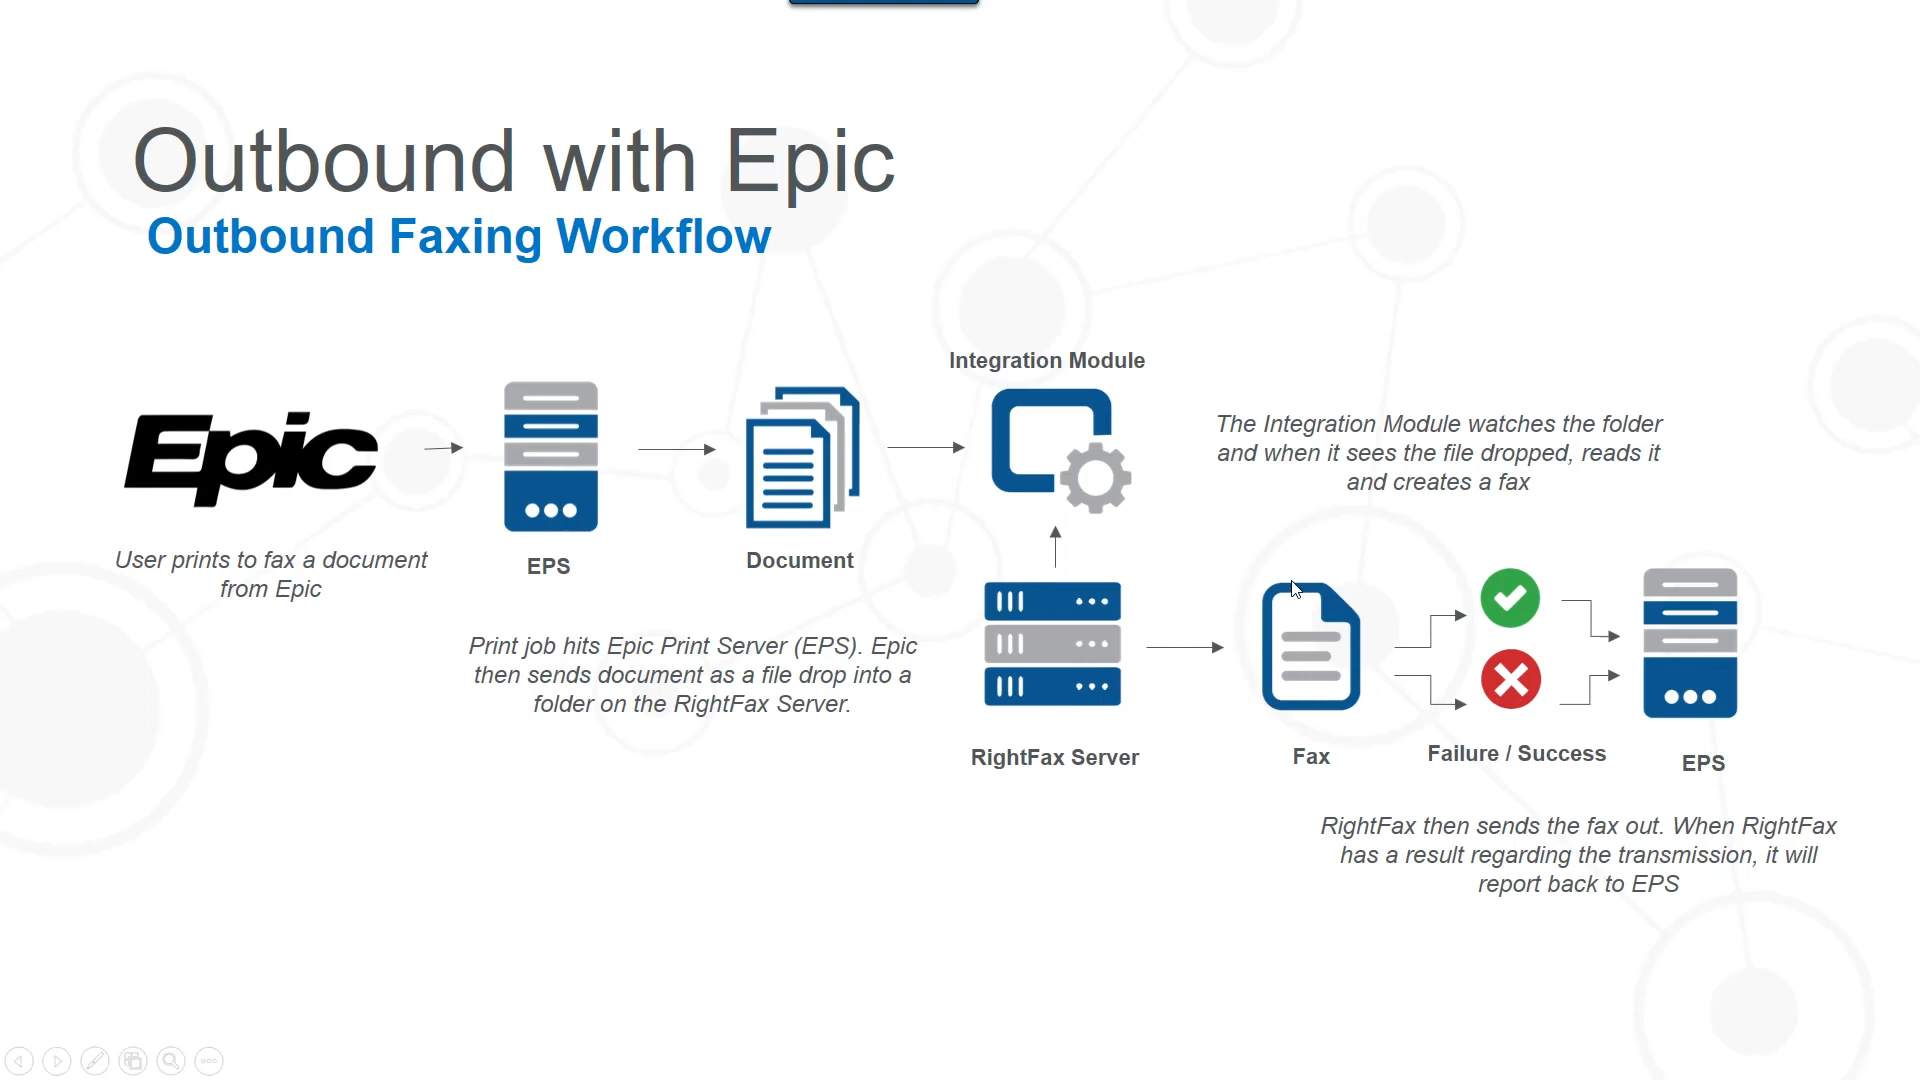 Outbound with Epic
Outbound Faxing Workflow
Integration Module
Epic
The Integration Module watches the folder
and when it sees the file dropped, reads it
and creates a fax
User prints to fax a document
from Epic
EPS
Document
Print job hits Epic Print Server (EPS). Epic
then sends document as a file drop into a
folder on the RightFax Server.
RightFax Server
Fax
Failure / Success
EPS
RightFax then sends the fax out. When RightFax
has a result regarding the transmission, it will
report back to EPS